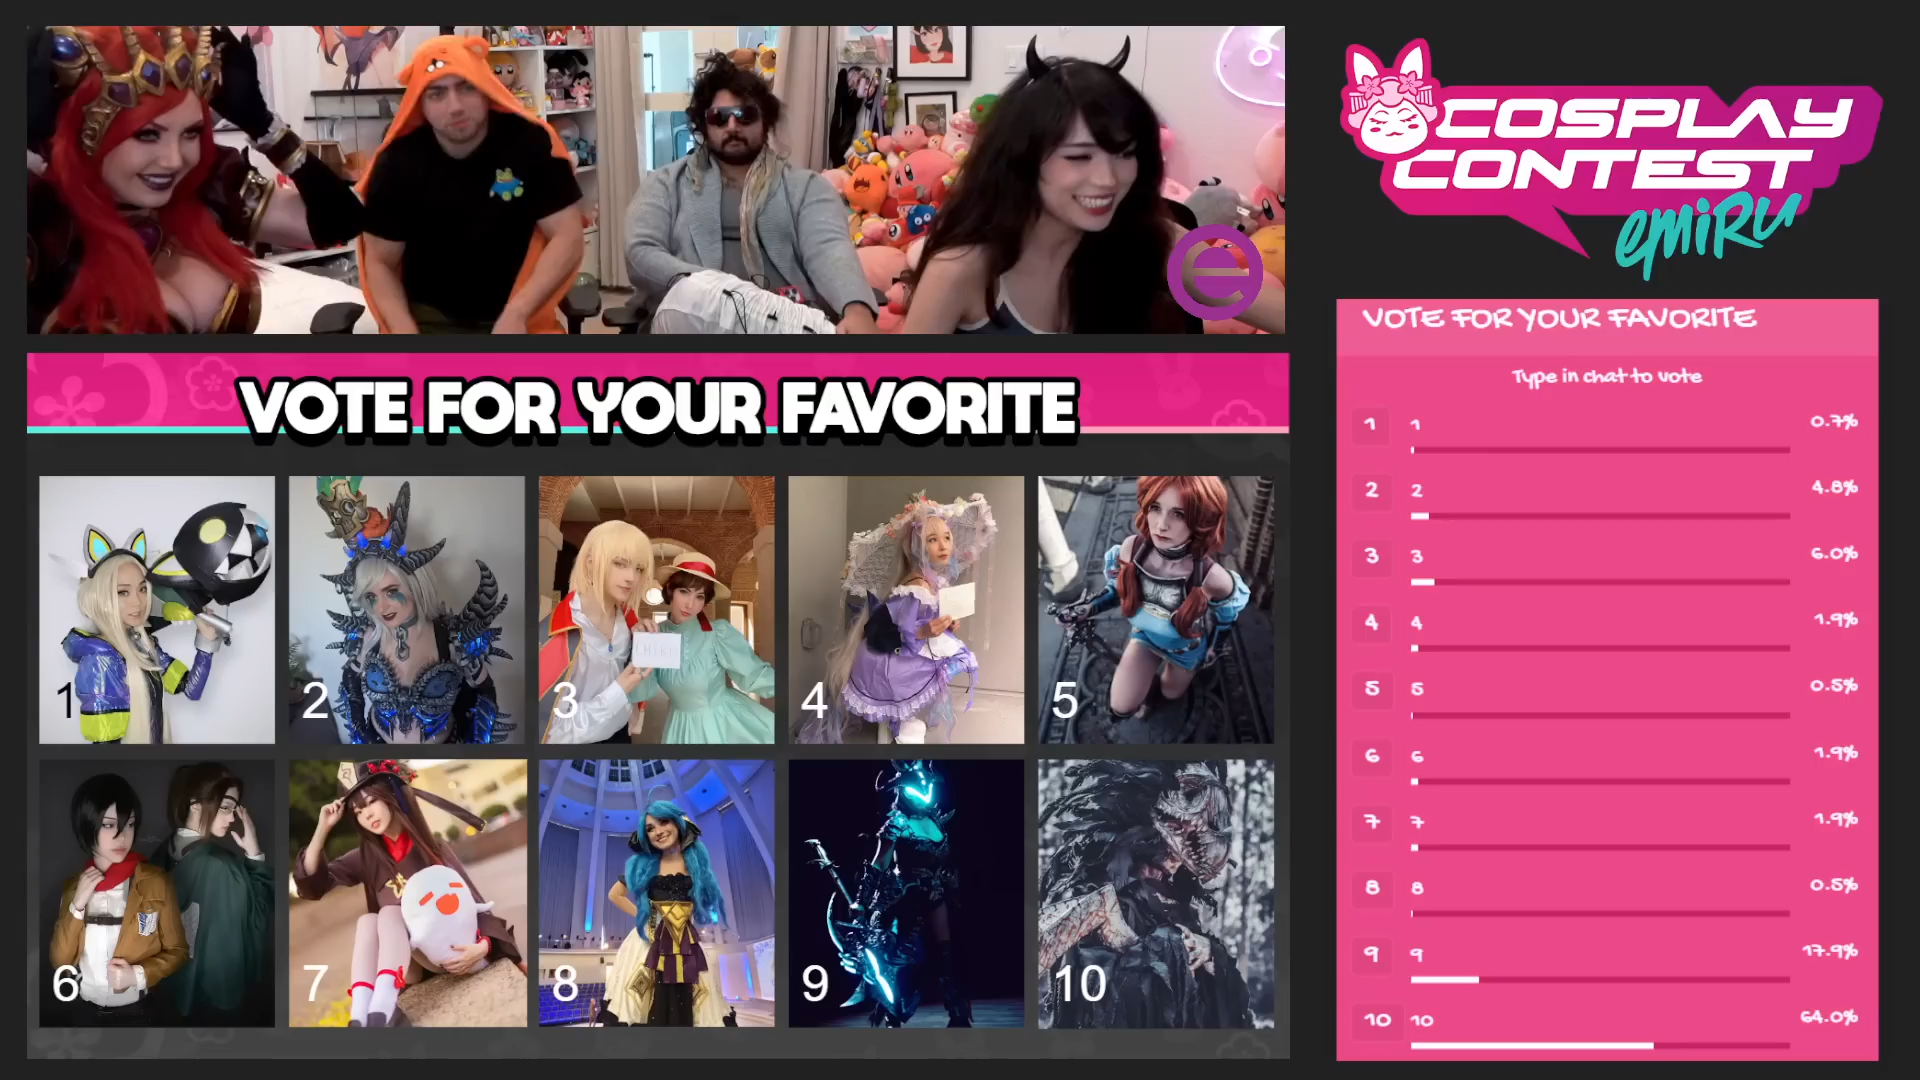 COSPLAY
CONTEST
emiru
e
VOTE FOR YOUR FAVORITE
1
2
3
4
5
6
7
8
9
10
VOTE FOR YOUR FAVORITE
Type in chat to vote
1 1 0.7%
2 2 4.8%
3 3 6.0%
4 4 1.9%
5 5 0.5%
6 6 1.9%
7 7 1.9%
8 8 0.5%
9 9 17.9%
10 10 64.0%